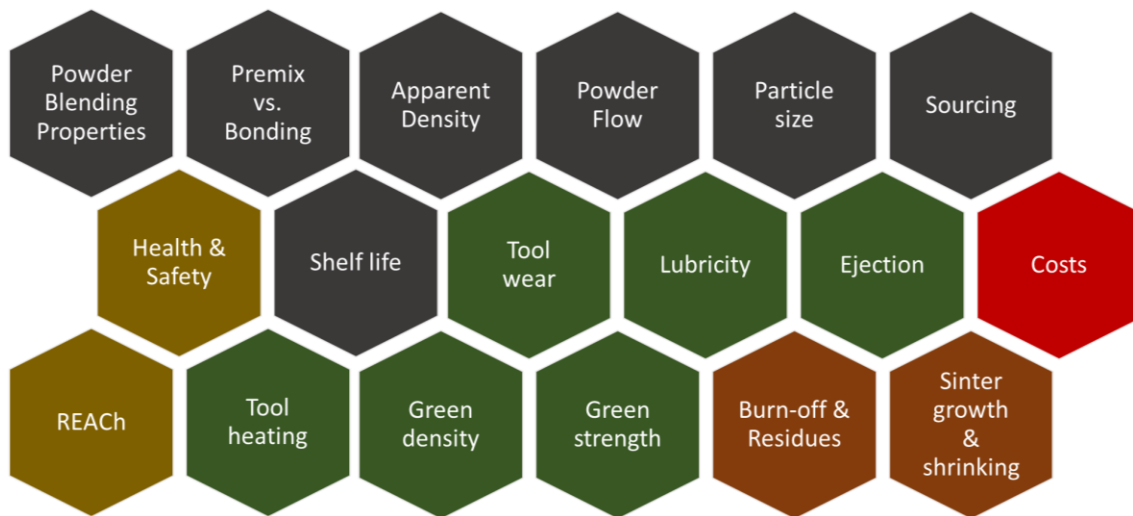 Powder
Blending
Properties
Premix
vs.
Bonding
Apparent
Density
Powder
Flow
Particle
size
Sourcing
Health &
Safety
Shelf life
Tool
wear
Lubricity
Ejection
Costs
REACh
Tool
heating
Green
density
Green
strength
Burn-off &
Residues
Sinter
growth
&
shrinking